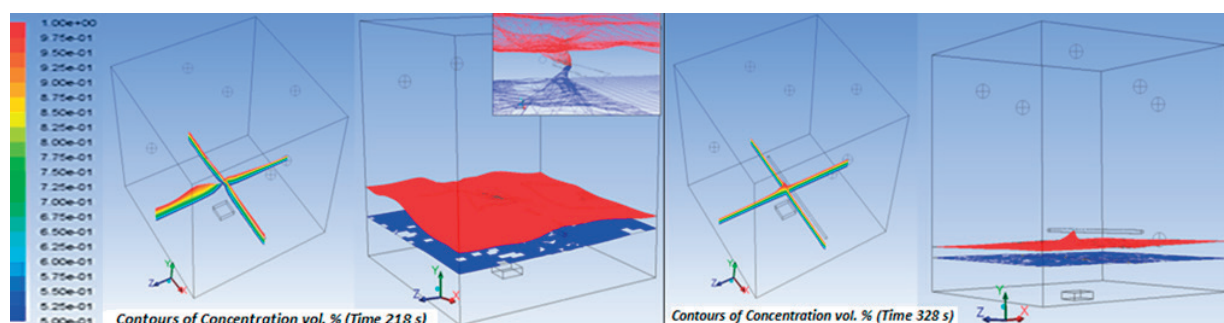 1.00e+00
9.75e-01
9.50e-01
9.25e-01
9.00e-01
8.75e-01
8.50e-01
8.25e-01
8.00e-01
7.75e-01
7.50e-01
7.25e-01
7.00e-01
6.75e-01
6.50e-01
6.25e-01
6.00e-01
5.75e-01
5.50e-01
5.25e-01
5.00e-01
Y
Z
X
Y
Z
X
Contours of Concentration vol. % (Time 218 s)
Y
Z
X
Y
Z
X
Contours of Concentration vol. % (Time 328 s)